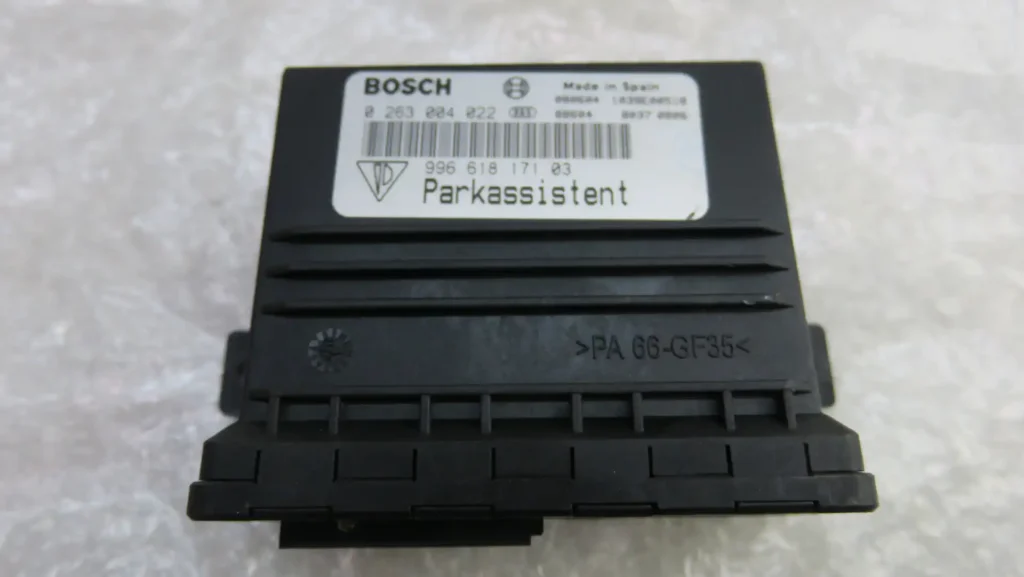 BOSCH
Made in Spain
0 263 004 022
996 618 171 03
Parkassistent
>PA 66-GF35<